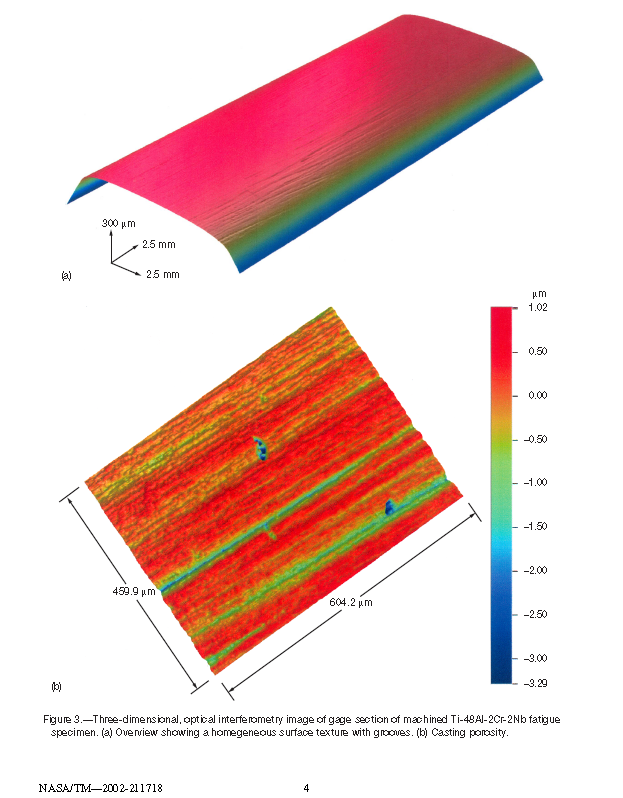 300 µm
2.5 mm
2.5 mm
(a)
µm
1.02
0.50
0.00
−0.50
−1.00
−1.50
−2.00
−2.50
−3.00
−3.29
459.9 µm
604.2 µm
(b)
Figure 3.—Three-dimensional, optical interferometry image of gage section of machined Ti-48Al-2Cr-2Nb fatigue
specimen. (a) Overview showing a homegeneous surface texture with grooves. (b) Casting porosity.
NASA/TM—2002-211718 4